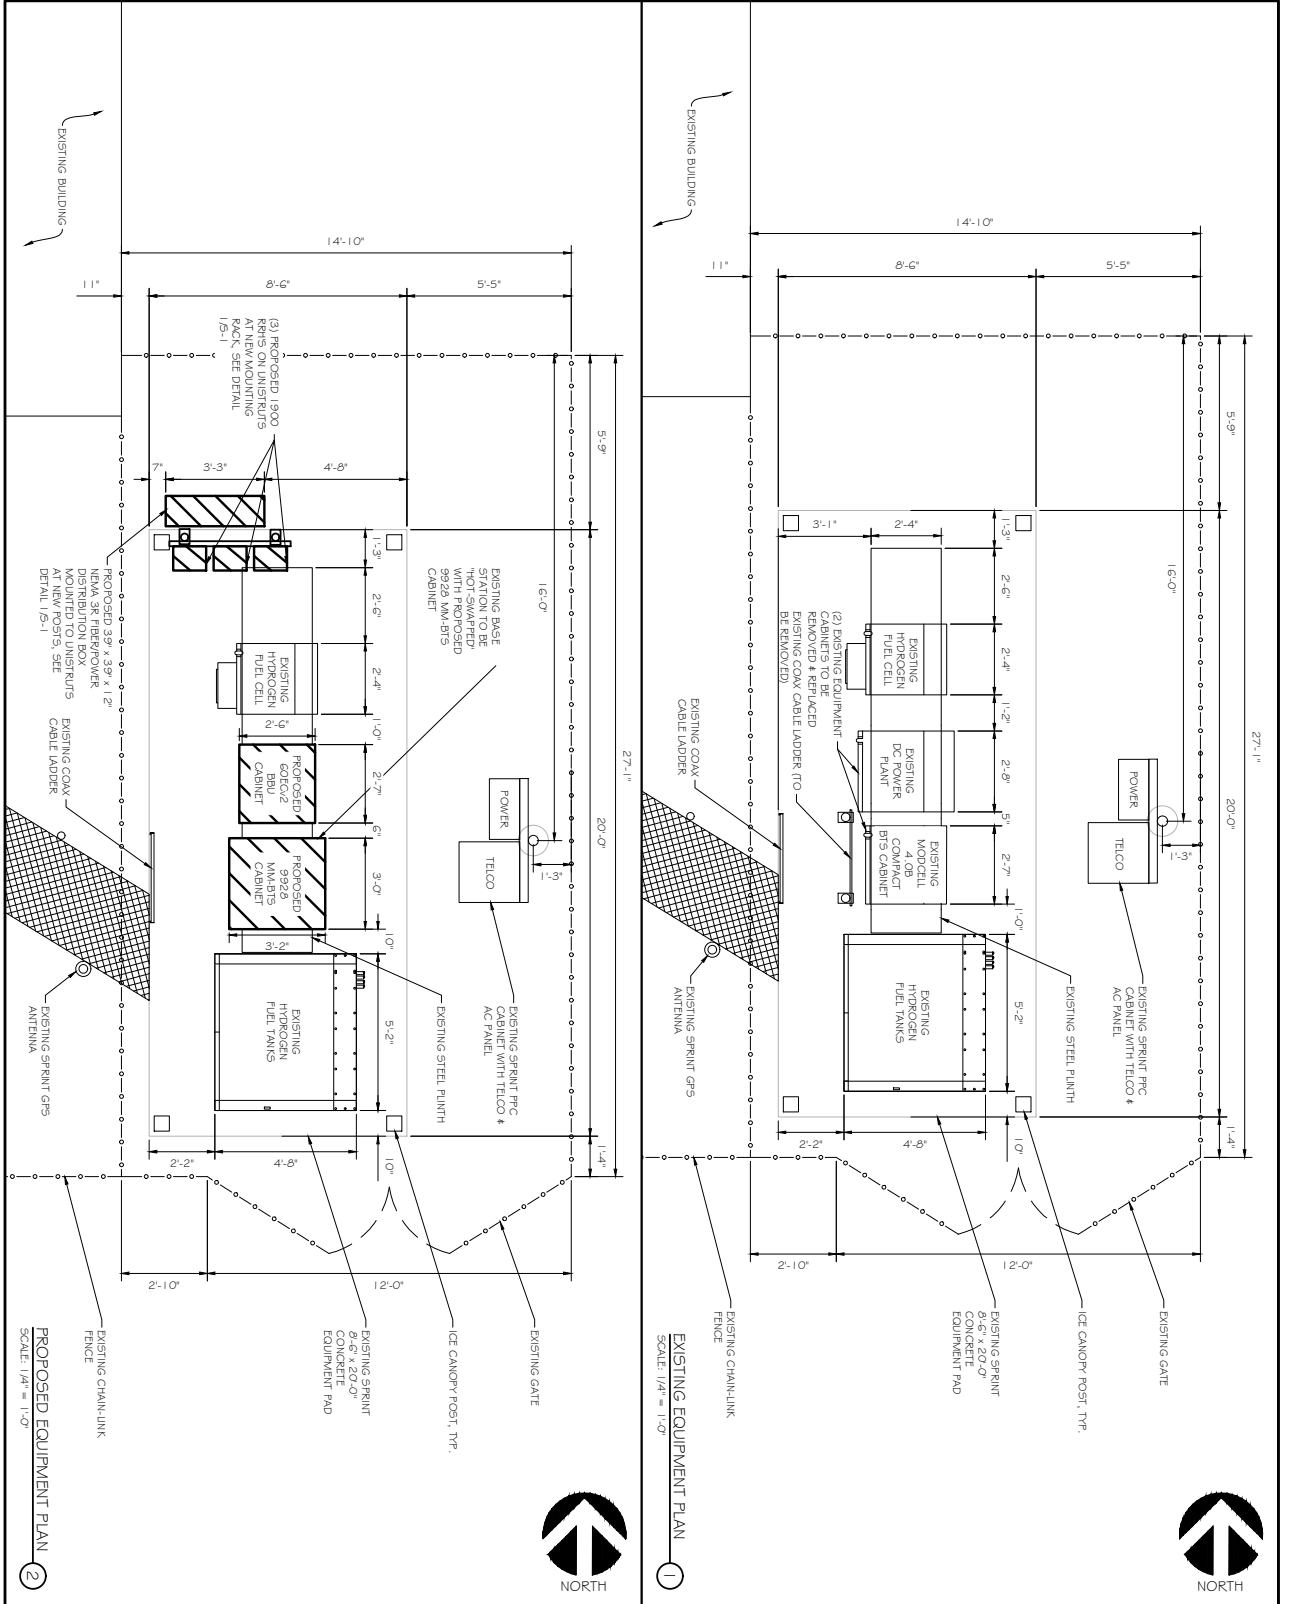 EXISTING BUILDING
14'-10"
11"
8'-6"
5'-5"
27'-1"
5'-9"
20'-0"
1'-4"
16'-0"
1'-3"
3'-1"
2'-4"
1'-3"
2'-6"
2'-4"
1'-2"
2'-8"
5"
2'-7"
1'-0"
5'-2"
10"
(2) EXISTING EQUIPMENT
CABINETS TO BE
REMOVED & REPLACED
EXISTING COAX CABLE LADDER (TO
BE REMOVED)
EXISTING
HYDROGEN
FUEL CELL
EXISTING
DC POWER
PLANT
EXISTING
MODCELL
4.0B
COMPACT
BTS CABINET
EXISTING
HYDROGEN
FUEL TANKS
POWER
TELCO
EXISTING COAX
CABLE LADDER
EXISTING SPRINT GPS
ANTENNA
EXISTING SPRINT PPC
CABINET WITH TELCO &
AC PANEL
EXISTING STEEL PLINTH
2'-2"
4'-8"
2'-10"
12'-0"
EXISTING GATE
ICE CANOPY POST, TYP.
EXISTING SPRINT
8'-6" x 20'-0"
CONCRETE
EQUIPMENT PAD
EXISTING CHAIN-LINK
FENCE
EXISTING EQUIPMENT PLAN
SCALE: 1/4" = 1'-0"
1
NORTH
EXISTING BUILDING
14'-10"
11"
8'-6"
5'-5"
(3) PROPOSED 1900
RRH'S ON UNISTRUTS
AT NEW MOUNTING
RACK, SEE DETAIL
1/S-1
7"
3'-3"
4'-8"
27'-1"
5'-9"
20'-0"
1'-4"
16'-0"
1'-3"
1'-3"
2'-6"
2'-4"
1'-0"
2'-7"
6"
3'-0"
10"
5'-2"
10"
EXISTING BASE
STATION TO BE
"HOT-SWAPPED"
WITH PROPOSED
9928 MM-BTS
CABINET
PROPOSED 39" x 39" x 12"
NEMA 3R FIBER/POWER
DISTRIBUTION BOX
MOUNTED TO UNISTRUTS
AT NEW POSTS, SEE
DETAIL 1/S-1
EXISTING
HYDROGEN
FUEL CELL
2'-6"
PROPOSED
60ECv2
BBU
CABINET
PROPOSED
9928
MM-BTS
CABINET
3'-2"
EXISTING
HYDROGEN
FUEL TANKS
POWER
TELCO
EXISTING COAX
CABLE LADDER
EXISTING SPRINT GPS
ANTENNA
EXISTING SPRINT PPC
CABINET WITH TELCO &
AC PANEL
EXISTING STEEL PLINTH
2'-2"
4'-8"
2'-10"
12'-0"
EXISTING GATE
ICE CANOPY POST, TYP.
EXISTING SPRINT
8'-6" x 20'-0"
CONCRETE
EQUIPMENT PAD
EXISTING CHAIN-LINK
FENCE
PROPOSED EQUIPMENT PLAN
SCALE: 1/4" = 1'-0"
2
NORTH